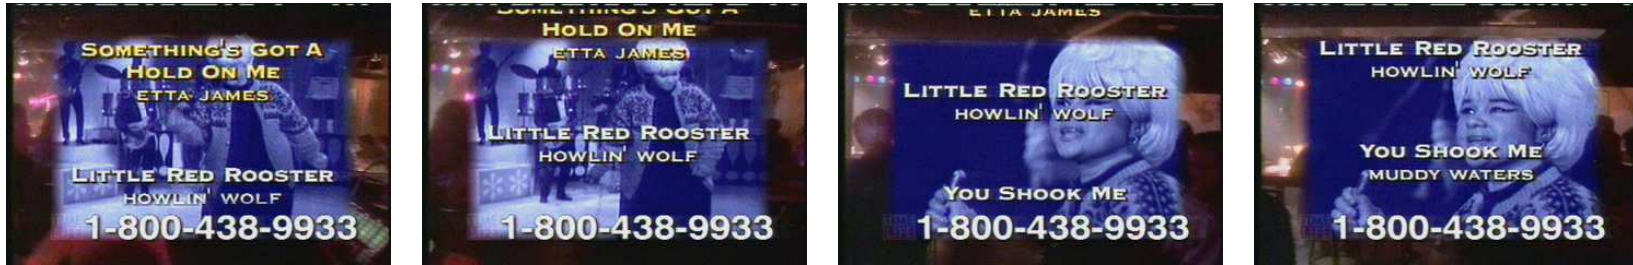 SOMETHING'S GOT A
HOLD ON ME
ETTA JAMES
LITTLE RED ROOSTER
HOWLIN' WOLF
1-800-438-9933
SOMETHING'S GOT A
HOLD ON ME
ETTA JAMES
LITTLE RED ROOSTER
HOWLIN' WOLF
1-800-438-9933
ETTA JAMES
LITTLE RED ROOSTER
HOWLIN' WOLF
YOU SHOOK ME
1-800-438-9933
LITTLE RED ROOSTER
HOWLIN' WOLF
YOU SHOOK ME
MUDDY WATERS
1-800-438-9933